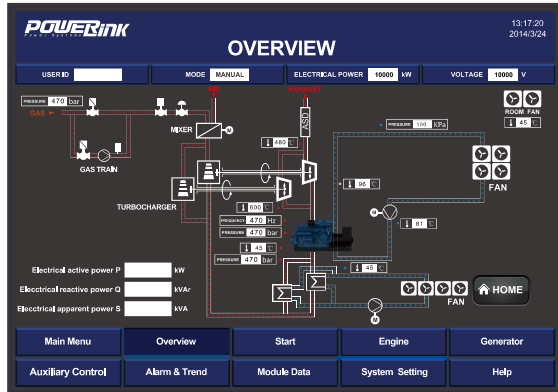 POWERlink
Power Systems
13:17:20
2014/3/24
OVERVIEW
USER ID
MODE MANUAL
ELECTRICAL POWER 10000 kW
VOLTAGE 10000 V
AIR
EXHAUST
PRESSURE 470 bar
GAS
MIXER
ASD
PRESSURE 100 KPa
ROOM FAN
45 ℃
GAS TRAIN
480 ℃
FAN
96 ℃
TURBOCHARGER
600 ℃
FREQUENCY 470 Hz
PRESSURE 470 bar
M
81 ℃
45 ℃
PRESSURE 470 bar
45 ℃
Electrical active power P kW
Elecctrical reactive power Q kVAr
Elecctrical apparent power S kVA
FAN
HOME
M
Main Menu
Overview
Start
Engine
Generator
Auxiliary Control
Alarm & Trend
Module Data
System Setting
Help